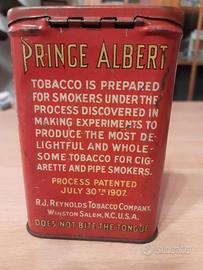 PRINCE ALBERT
TOBACCO IS PREPARED
FOR SMOKERS UNDER THE
PROCESS DISCOVERED IN
MAKING EXPERIMENTS TO
PRODUCE THE MOST DE-
LIGHTFUL AND WHOLE-
SOME TOBACCO FOR CIG-
ARETTE AND PIPE SMOKERS.
PROCESS PATENTED
JULY 30TH 1907.
R.J. REYNOLDS TOBACCO COMPANY.
WINSTON SALEM, N.C. U.S.A.
DOES NOT BITE THE TONGUE